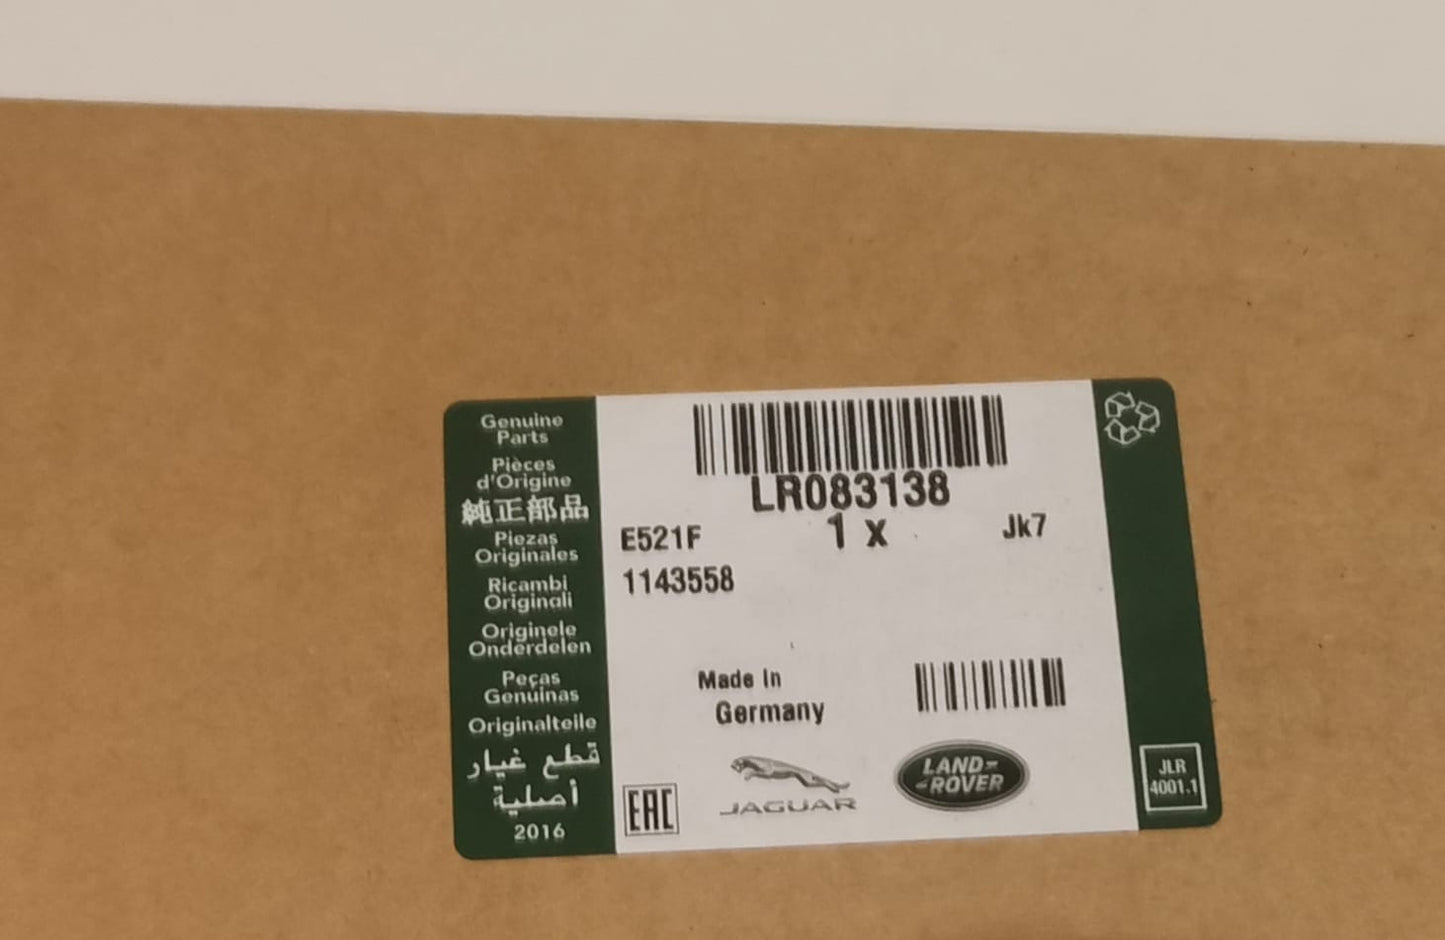 Genuine
Parts
Pièces
d'Origine
純正部品
Piezas
Originales
Ricambi
Originali
Originele
Onderdelen
Peças
Genuinas
Originalteile
قطع غيار
أصلية
2016
LR083138
E521F
1 x
Jk7
1143558
Made in
Germany
EAC
JAGUAR
LAND-
-ROVER
JLR
4001.1